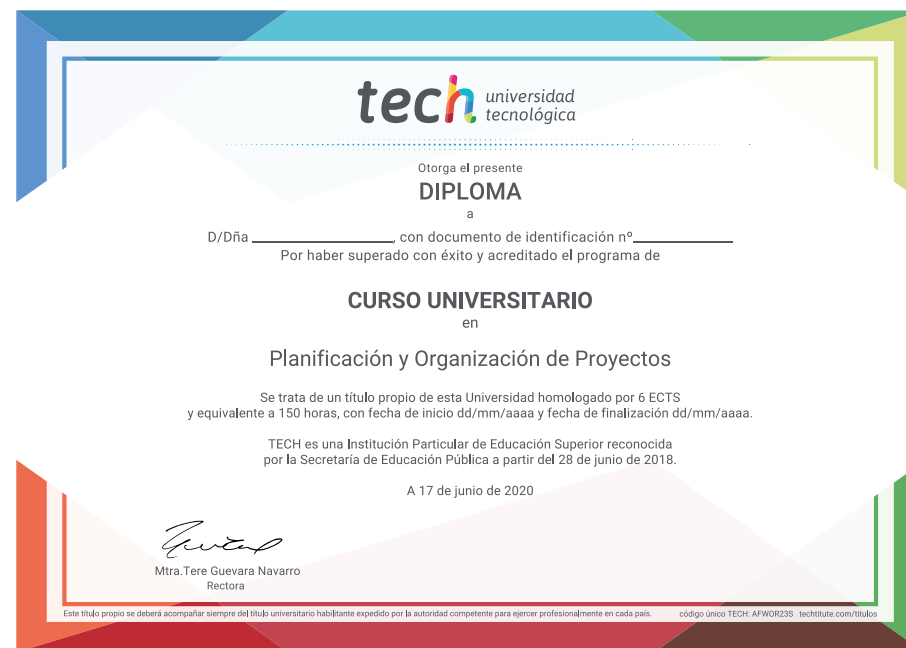 tech universidad
tecnológica
Otorga el presente
DIPLOMA
a
D/Dña ____________________, con documento de identificación nº______________
Por haber superado con éxito y acreditado el programa de
CURSO UNIVERSITARIO
en
Planificación y Organización de Proyectos
Se trata de un título propio de esta Universidad homologado por 6 ECTS
y equivalente a 150 horas, con fecha de inicio dd/mm/aaaa y fecha de finalización dd/mm/aaaa.
TECH es una Institución Particular de Educación Superior reconocida
por la Secretaría de Educación Pública a partir del 28 de junio de 2018.
A 17 de junio de 2020
Mtra.Tere Guevara Navarro
Rectora
Este título propio se deberá acompañar siempre del título universitario habilitante expedido por la autoridad competente para ejercer profesionalmente en cada país. código único TECH: AFWOR23S techtitute.com/titulos